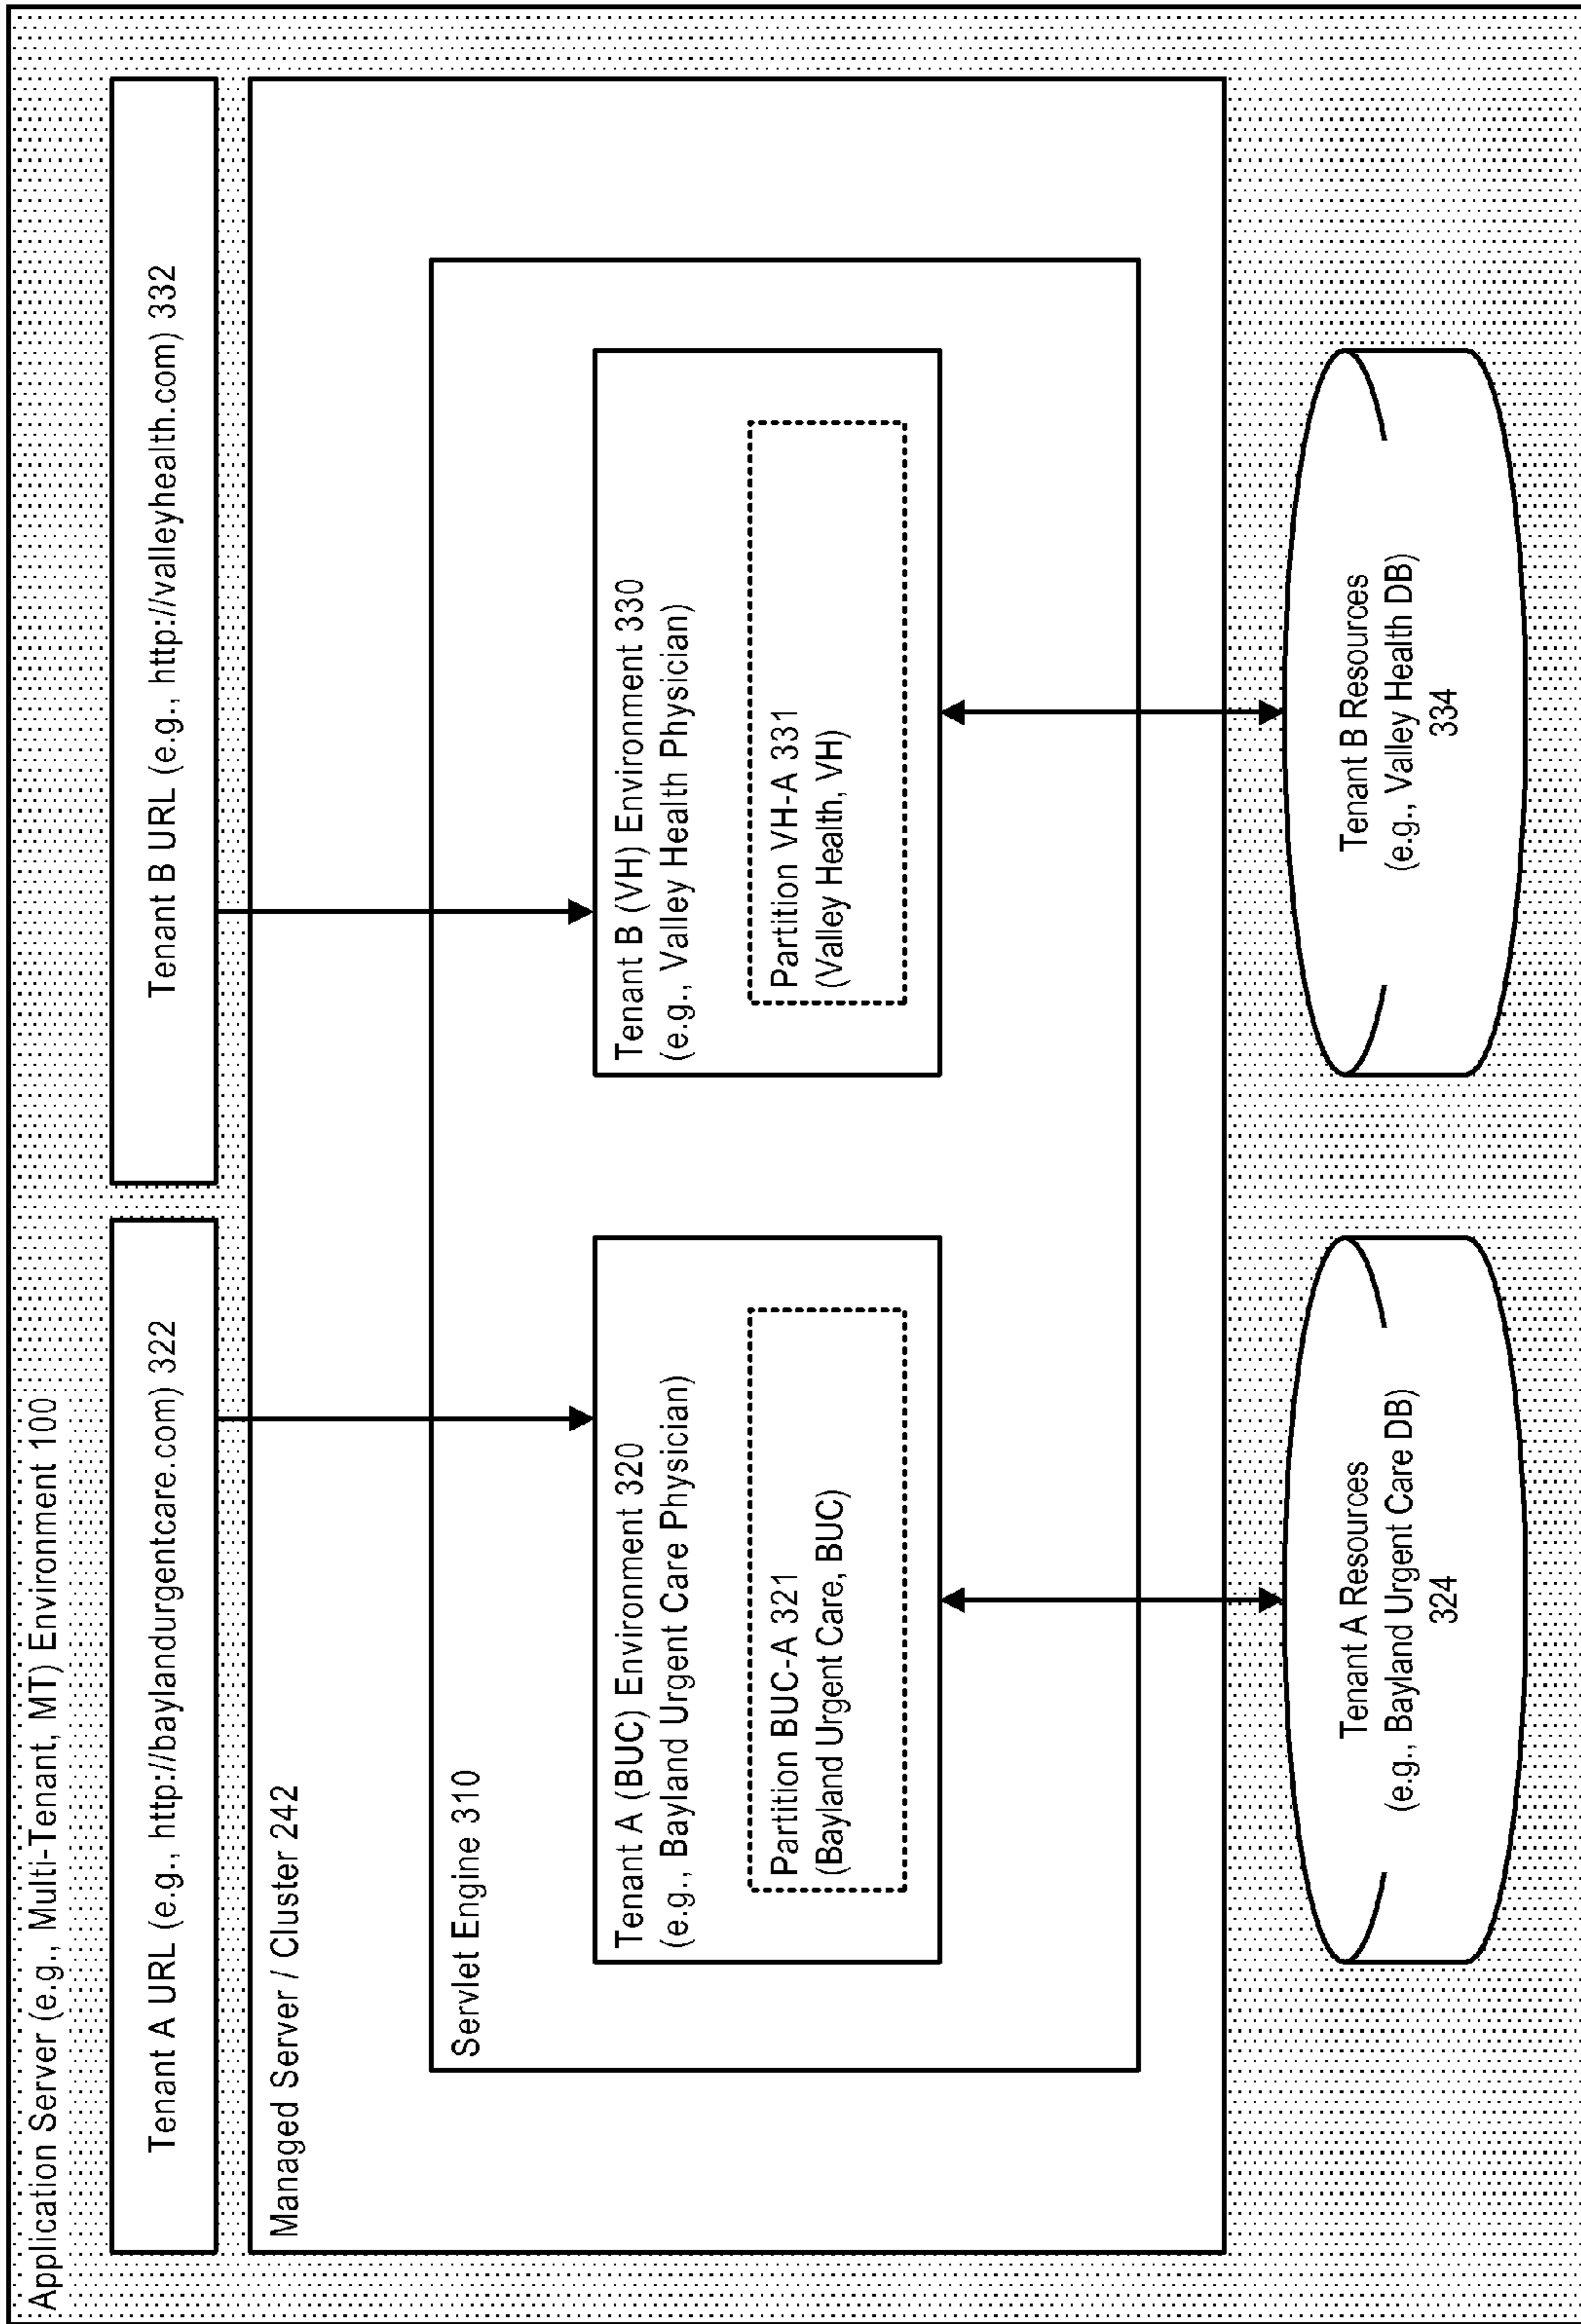 Application Server (e.g., Multi-Tenant, MT) Environment 100
Tenant A URL (e.g., http://baylandurgentcare.com) 322
Tenant B URL (e.g., http://valleyhealth.com) 332
Managed Server / Cluster 242
Servlet Engine 310
Tenant A (BUC) Environment 320
(e.g., Bayland Urgent Care Physician)
Partition BUC-A 321
(Bayland Urgent Care, BUC)
Tenant B (VH) Environment 330
(e.g., Valley Health Physician)
Partition VH-A 331
(Valley Health, VH)
Tenant A Resources
(e.g., Bayland Urgent Care DB)
324
Tenant B Resources
(e.g., Valley Health DB)
334